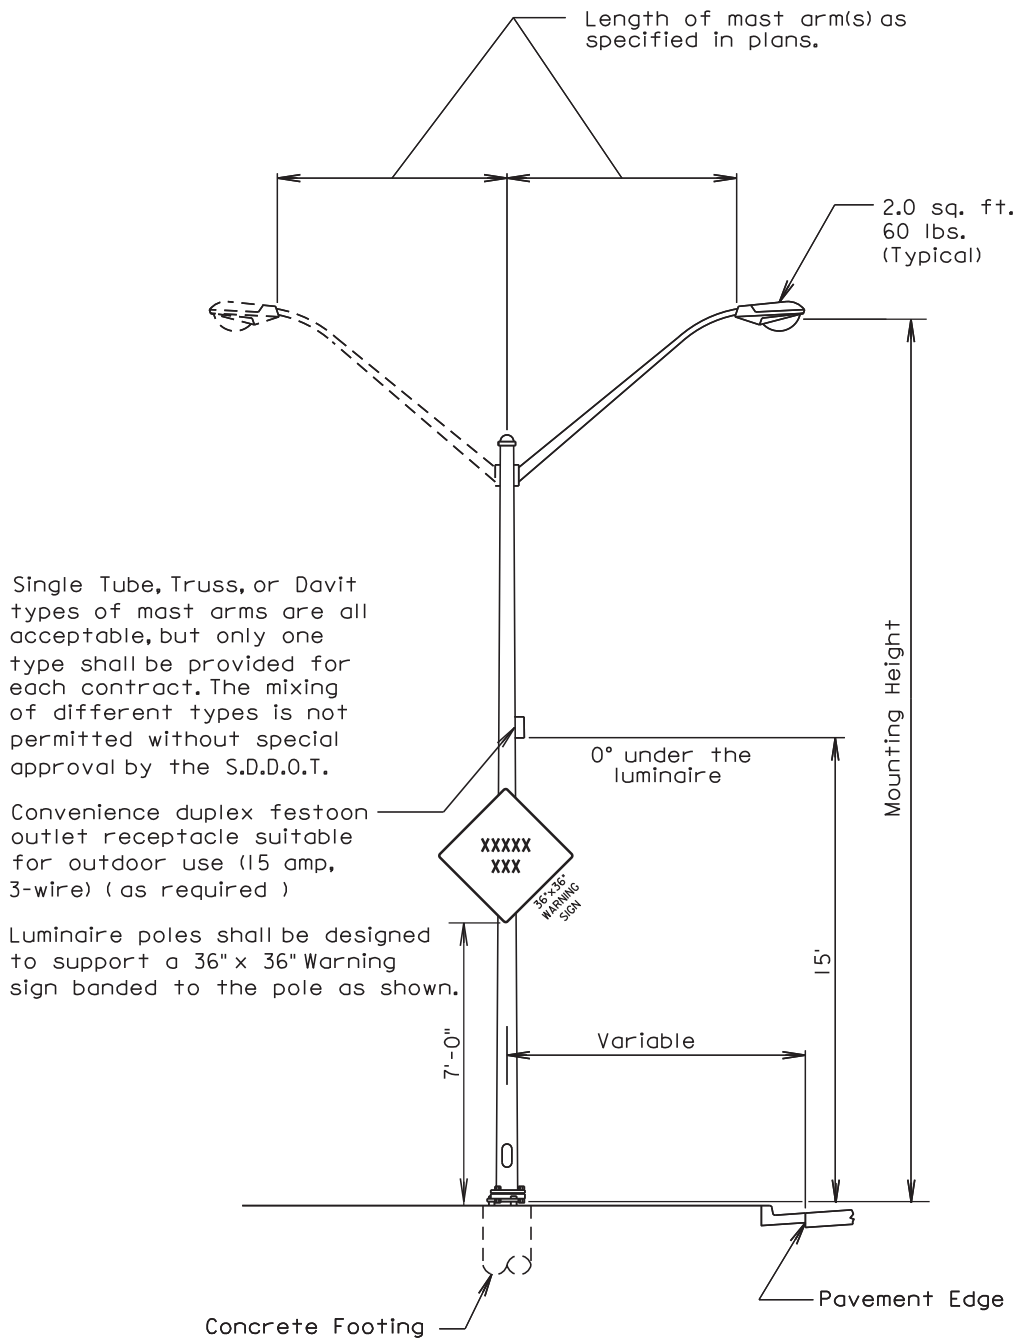 Length of mast arm(s) as
specified in plans.
2.0 sq. ft.
60 lbs.
(Typical)
Single Tube, Truss, or Davit
types of mast arms are all
acceptable, but only one
type shall be provided for
each contract. The mixing
of different types is not
permitted without special
approval by the S.D.D.O.T.
Mounting Height
0° under the
luminaire
Convenience duplex festoon
outlet receptacle suitable
for outdoor use (15 amp,
3-wire) ( as required )
XXXXX
XXX
36"x36"
WARNING
SIGN
Luminaire poles shall be designed
to support a 36" x 36" Warning
sign banded to the pole as shown.
15'
7'-0"
Variable
Pavement Edge
Concrete Footing